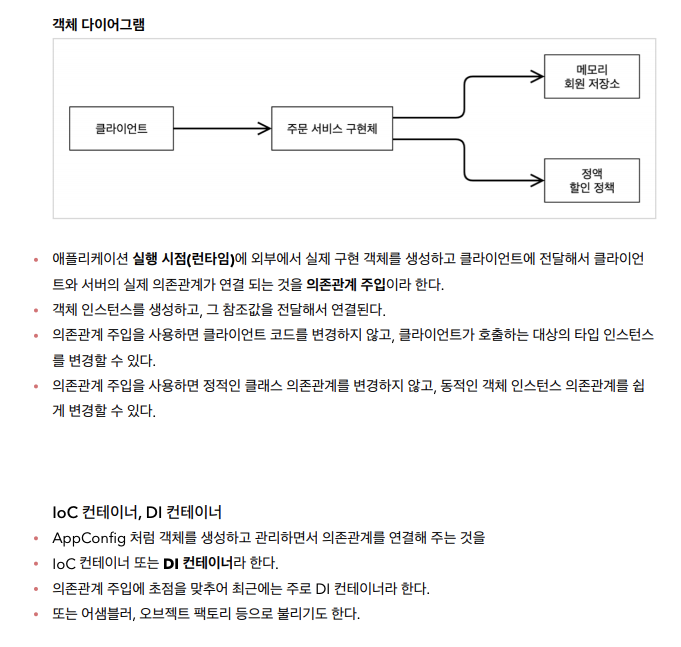 객체 다이어그램
메모리
회원 저장소
클라이언트
주문 서비스 구현체
정액
할인 정책
• 애플리케이션 실행 시점(런타임)에 외부에서 실제 구현 객체를 생성하고 클라이언트에 전달해서 클라이언
트와 서버의 실제 의존관계가 연결 되는 것을 의존관계 주입이라 한다.
• 객체 인스턴스를 생성하고, 그 참조값을 전달해서 연결된다.
• 의존관계 주입을 사용하면 클라이언트 코드를 변경하지 않고, 클라이언트가 호출하는 대상의 타입 인스턴스
를 변경할 수 있다.
• 의존관계 주입을 사용하면 정적인 클래스 의존관계를 변경하지 않고, 동적인 객체 인스턴스 의존관계를 쉽
게 변경할 수 있다.
IoC 컨테이너, DI 컨테이너
• AppConfig 처럼 객체를 생성하고 관리하면서 의존관계를 연결해 주는 것을
• IoC 컨테이너 또는 DI 컨테이너라 한다.
• 의존관계 주입에 초점을 맞추어 최근에는 주로 DI 컨테이너라 한다.
• 또는 어샘블러, 오브젝트 팩토리 등으로 불리기도 한다.